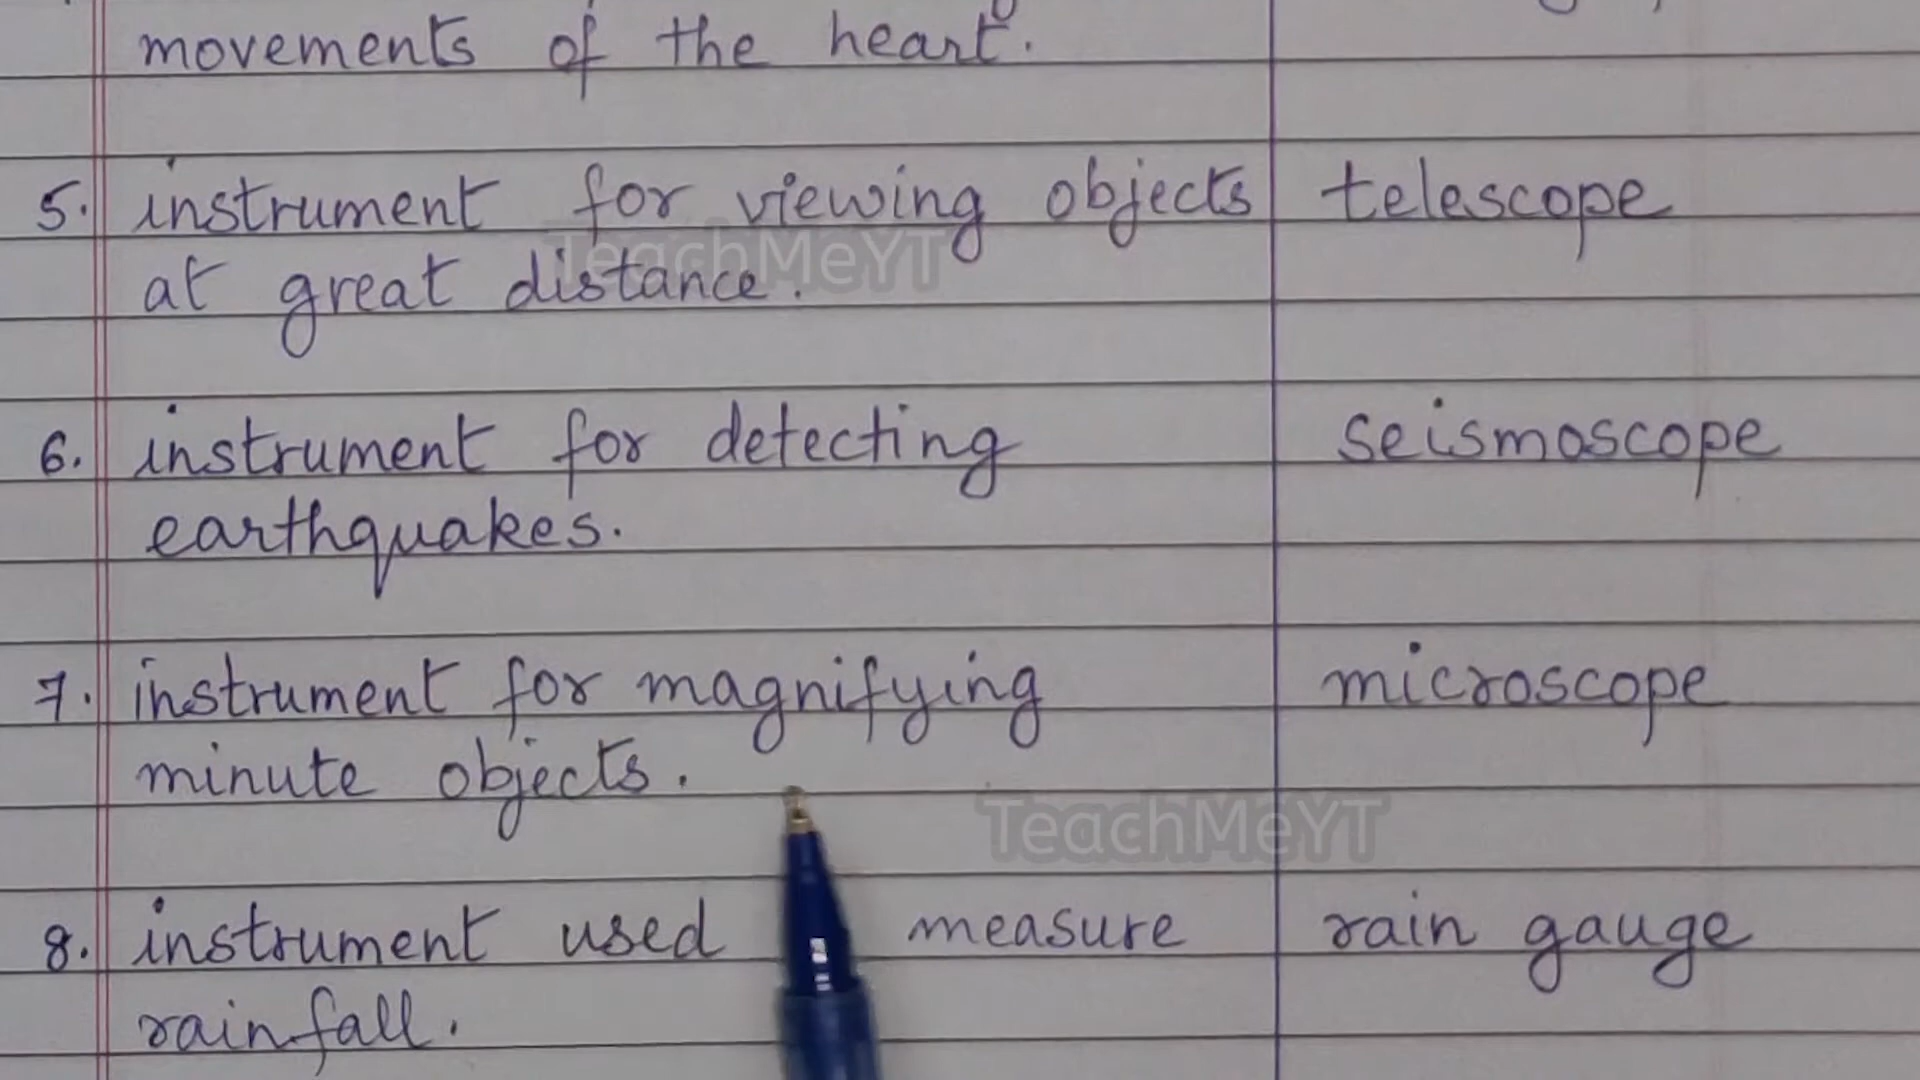 movements of the heart.
5. instrument for viewing objects telescope
TeachMeYT
at great distance.
6. instrument for detecting seismoscope
earthquakes.
7. instrument for magnifying microscope
minute objects.
TeachMeYT
8. instrument used measure rain gauge
rainfall.